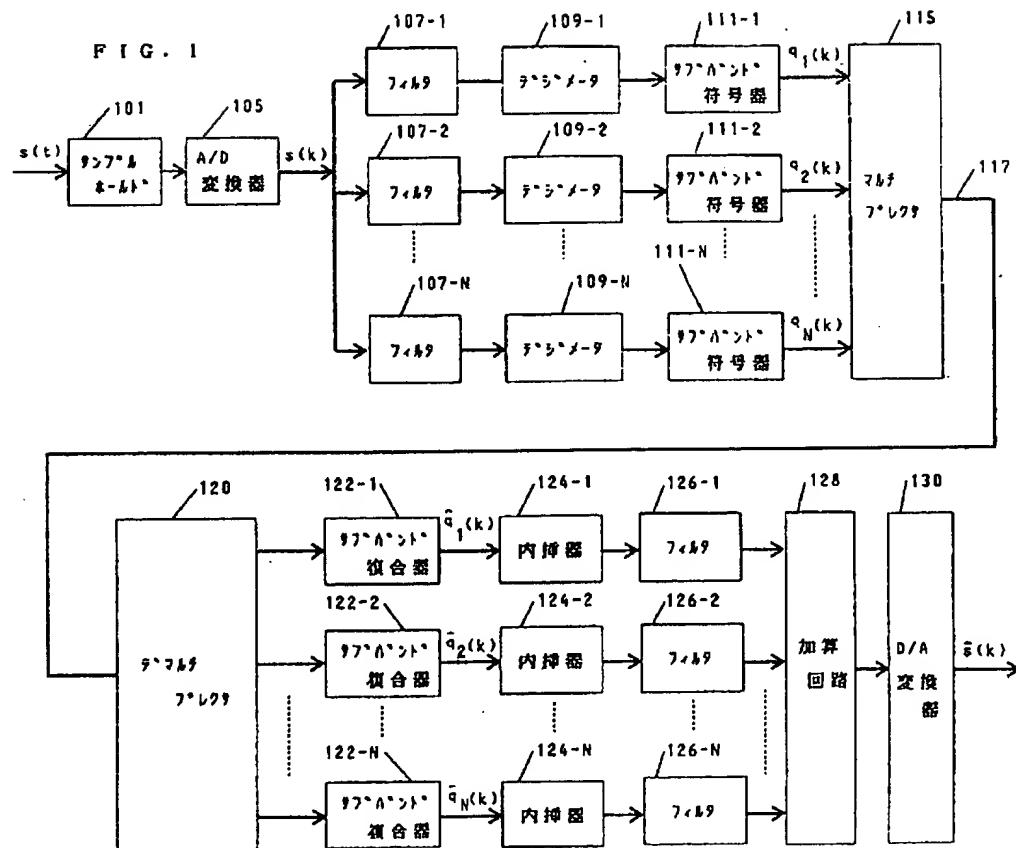 FIG. 1
107-1
109-1
111-1
q1(k)
115
フィルタ
デシメータ
サブバンド
符号器
101
105
107-2
109-2
111-2
q2(k)
s(t)
サンプル
ホールド
A/D
変換器
s(k)
フィルタ
デシメータ
サブバンド
符号器
マルチ
プレクサ
117
107-N
109-N
111-N
qN(k)
フィルタ
デシメータ
サブバンド
符号器
120
122-1
q̂1(k)
124-1
126-1
128
130
サブバンド
復合器
内挿器
フィルタ
122-2
q̂2(k)
124-2
126-2
デマルチ
プレクサ
サブバンド
復合器
内挿器
フィルタ
加算
回路
D/A
変換
器
ŝ(k)
122-N
q̂N(k)
124-N
126-N
サブバンド
復合器
内挿器
フィルタ